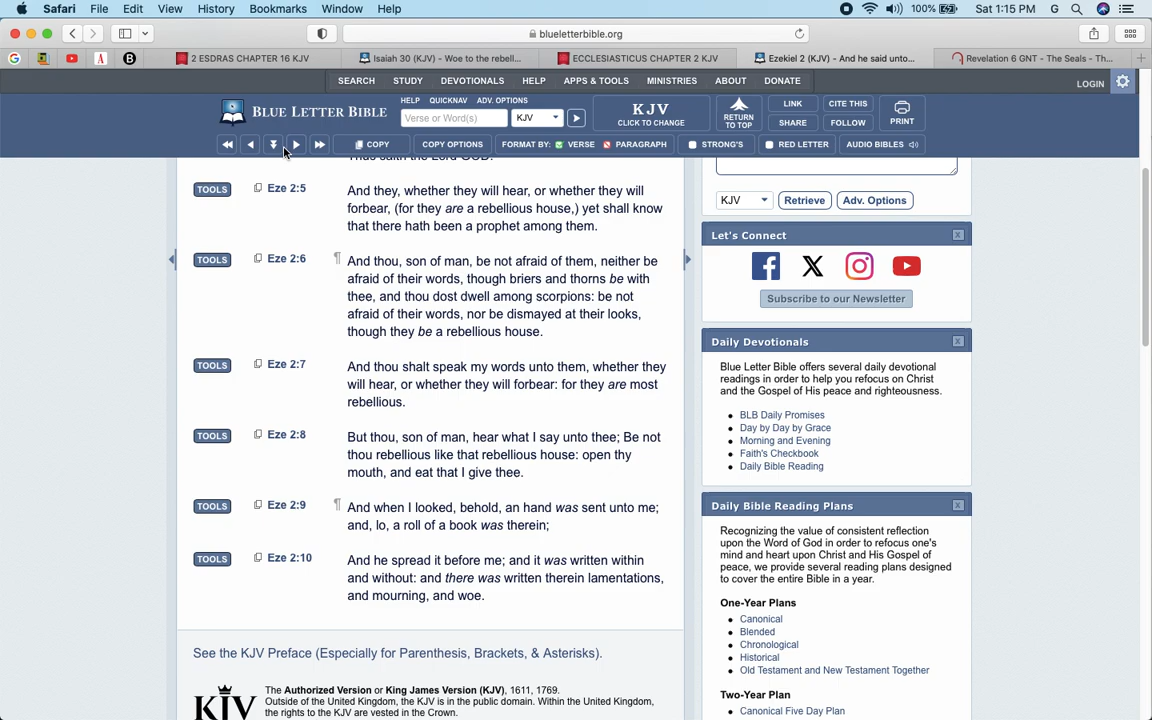 Safari File Edit View History Bookmarks Window Help 100% Sat 1:15 PM G
blueletterbible.org
2 ESDRAS CHAPTER 16 KJV Isaiah 30 (KJV) - Woe to the rebell... ECCLESIASTICUS CHAPTER 2 KJV Ezekiel 2 (KJV) - And he said unto... Revelation 6 GNT - The Seals - Th...
SEARCH STUDY DEVOTIONALS HELP APPS & TOOLS MINISTRIES ABOUT DONATE LOGIN
BLUE LETTER BIBLE
HELP QUICKNAV ADV. OPTIONS
Verse or Word(s) KJV
KJV
CLICK TO CHANGE
RETURN
TO TOP
LINK CITE THIS
SHARE FOLLOW
PRINT
COPY COPY OPTIONS FORMAT BY: VERSE PARAGRAPH STRONG'S RED LETTER AUDIO BIBLES
Thus saith the Lord GOD.
TOOLS Eze 2:5 And they, whether they will hear, or whether they will
forbear, (for they are a rebellious house,) yet shall know
that there hath been a prophet among them.
TOOLS Eze 2:6 ¶ And thou, son of man, be not afraid of them, neither be
afraid of their words, though briers and thorns be with
thee, and thou dost dwell among scorpions: be not
afraid of their words, nor be dismayed at their looks,
though they be a rebellious house.
TOOLS Eze 2:7 And thou shalt speak my words unto them, whether they
will hear, or whether they will forbear: for they are most
rebellious.
TOOLS Eze 2:8 But thou, son of man, hear what I say unto thee; Be not
thou rebellious like that rebellious house: open thy
mouth, and eat that I give thee.
TOOLS Eze 2:9 ¶ And when I looked, behold, an hand was sent unto me;
and, lo, a roll of a book was therein;
TOOLS Eze 2:10 And he spread it before me; and it was written within
and without: and there was written therein lamentations,
and mourning, and woe.
See the KJV Preface (Especially for Parenthesis, Brackets, & Asterisks).
KJV
The Authorized Version or King James Version (KJV), 1611, 1769.
Outside of the United Kingdom, the KJV is in the public domain. Within the United Kingdom,
the rights to the KJV are vested in the Crown.
KJV Retrieve Adv. Options
Let's Connect
Subscribe to our Newsletter
Daily Devotionals
Blue Letter Bible offers several daily devotional
readings in order to help you refocus on Christ
and the Gospel of His peace and righteousness.
BLB Daily Promises
Day by Day by Grace
Morning and Evening
Faith's Checkbook
Daily Bible Reading
Daily Bible Reading Plans
Recognizing the value of consistent reflection
upon the Word of God in order to refocus one's
mind and heart upon Christ and His Gospel of
peace, we provide several reading plans designed
to cover the entire Bible in a year.
One-Year Plans
Canonical
Blended
Chronological
Historical
Old Testament and New Testament Together
Two-Year Plan
Canonical Five Day Plan